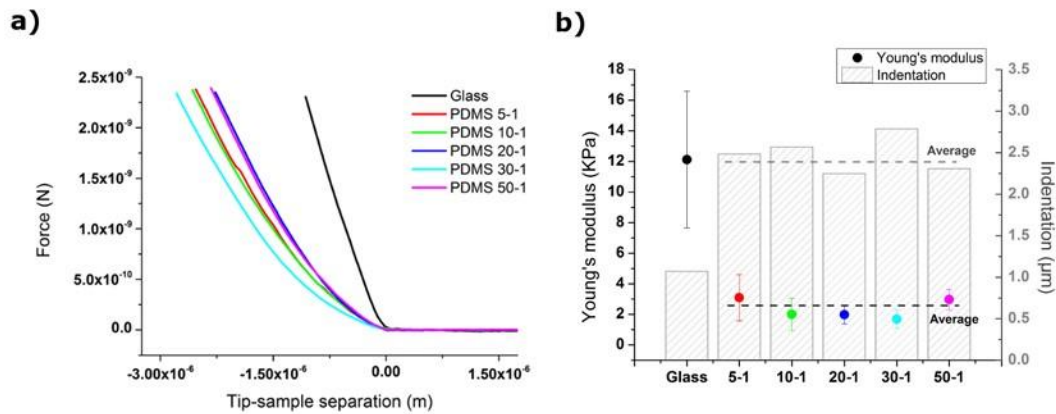 a)
2.5x10⁻⁹
2.0x10⁻⁹
1.5x10⁻⁹
1.0x10⁻⁹
5.0x10⁻¹⁰
0.0
Force (N)
-3.00x10⁻⁶ -1.50x10⁻⁶ 0.00 1.50x10⁻⁶
Tip-sample separation (m)
Glass
PDMS 5-1
PDMS 10-1
PDMS 20-1
PDMS 30-1
PDMS 50-1
b)
Young's modulus
Indentation
18
16
14
12
10
8
6
4
2
0
Young's modulus (KPa)
Average
Average
3.5
3.0
2.5
2.0
1.5
1.0
0.5
0.0
Indentation (µm)
Glass 5-1 10-1 20-1 30-1 50-1